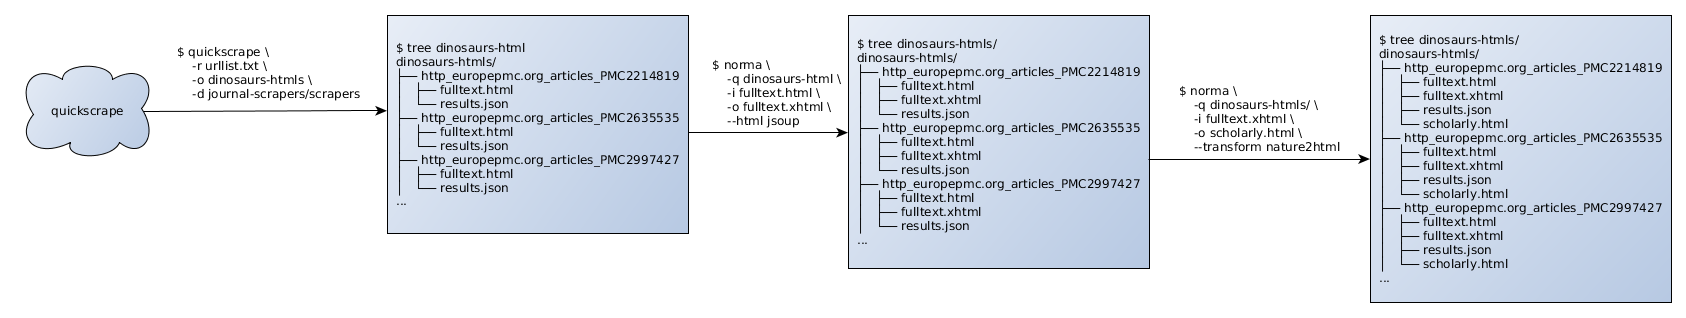 quickscrape
$ quickscrape \
-r urllist.txt \
-o dinosaurs-htmls \
-d journal-scrapers/scrapers
$ tree dinosaurs-html
dinosaurs-htmls/
├── http_europepmc.org_articles_PMC2214819
│   ├── fulltext.html
│   └── results.json
├── http_europepmc.org_articles_PMC2635535
│   ├── fulltext.html
│   └── results.json
├── http_europepmc.org_articles_PMC2997427
│   ├── fulltext.html
│   └── results.json
...
$ norma \
-q dinosaurs-html \
-i fulltext.html \
-o fulltext.xhtml \
--html jsoup
$ tree dinosaurs-htmls/
dinosaurs-htmls/
├── http_europepmc.org_articles_PMC2214819
│   ├── fulltext.html
│   ├── fulltext.xhtml
│   └── results.json
├── http_europepmc.org_articles_PMC2635535
│   ├── fulltext.html
│   ├── fulltext.xhtml
│   └── results.json
├── http_europepmc.org_articles_PMC2997427
│   ├── fulltext.html
│   ├── fulltext.xhtml
│   └── results.json
...
$ norma \
-q dinosaurs-htmls/ \
-i fulltext.xhtml \
-o scholarly.html \
--transform nature2html
$ tree dinosaurs-htmls/
dinosaurs-htmls/
├── http_europepmc.org_articles_PMC2214819
│   ├── fulltext.html
│   ├── fulltext.xhtml
│   ├── results.json
│   └── scholarly.html
├── http_europepmc.org_articles_PMC2635535
│   ├── fulltext.html
│   ├── fulltext.xhtml
│   ├── results.json
│   └── scholarly.html
├── http_europepmc.org_articles_PMC2997427
│   ├── fulltext.html
│   ├── fulltext.xhtml
│   ├── results.json
│   └── scholarly.html
...